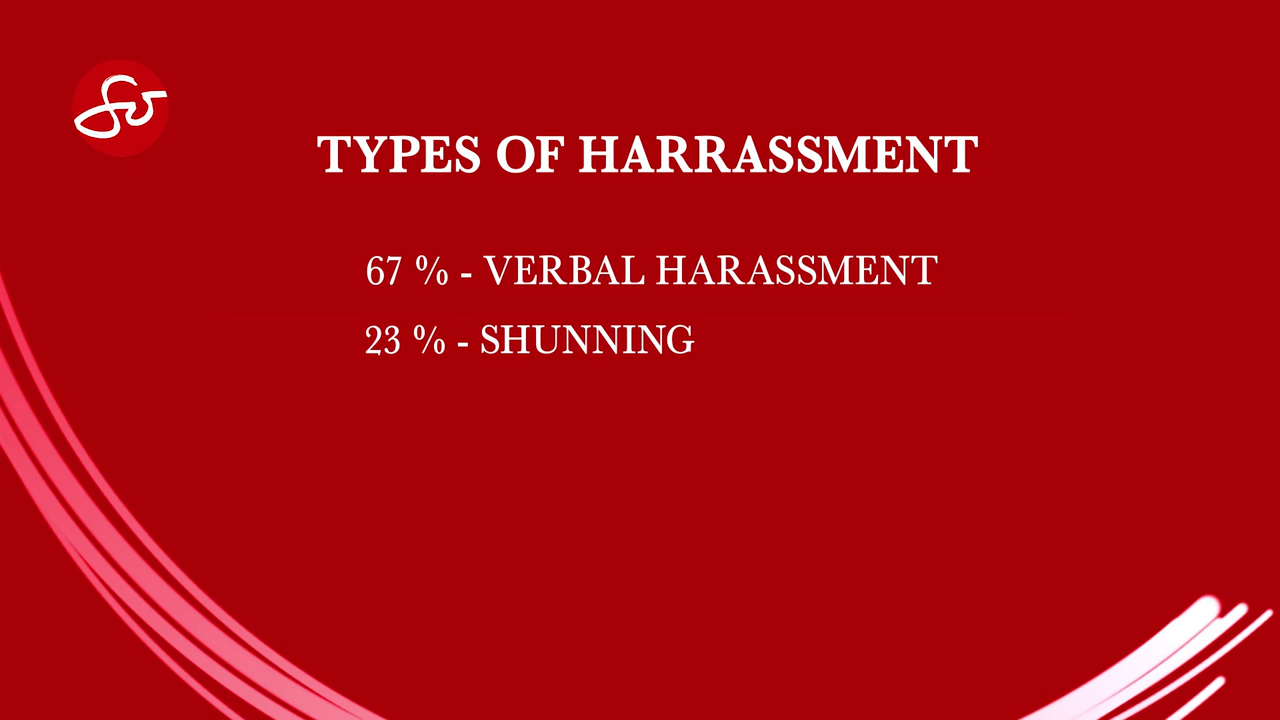 TYPES OF HARRASSMENT
67 % - VERBAL HARASSMENT
23 % - SHUNNING